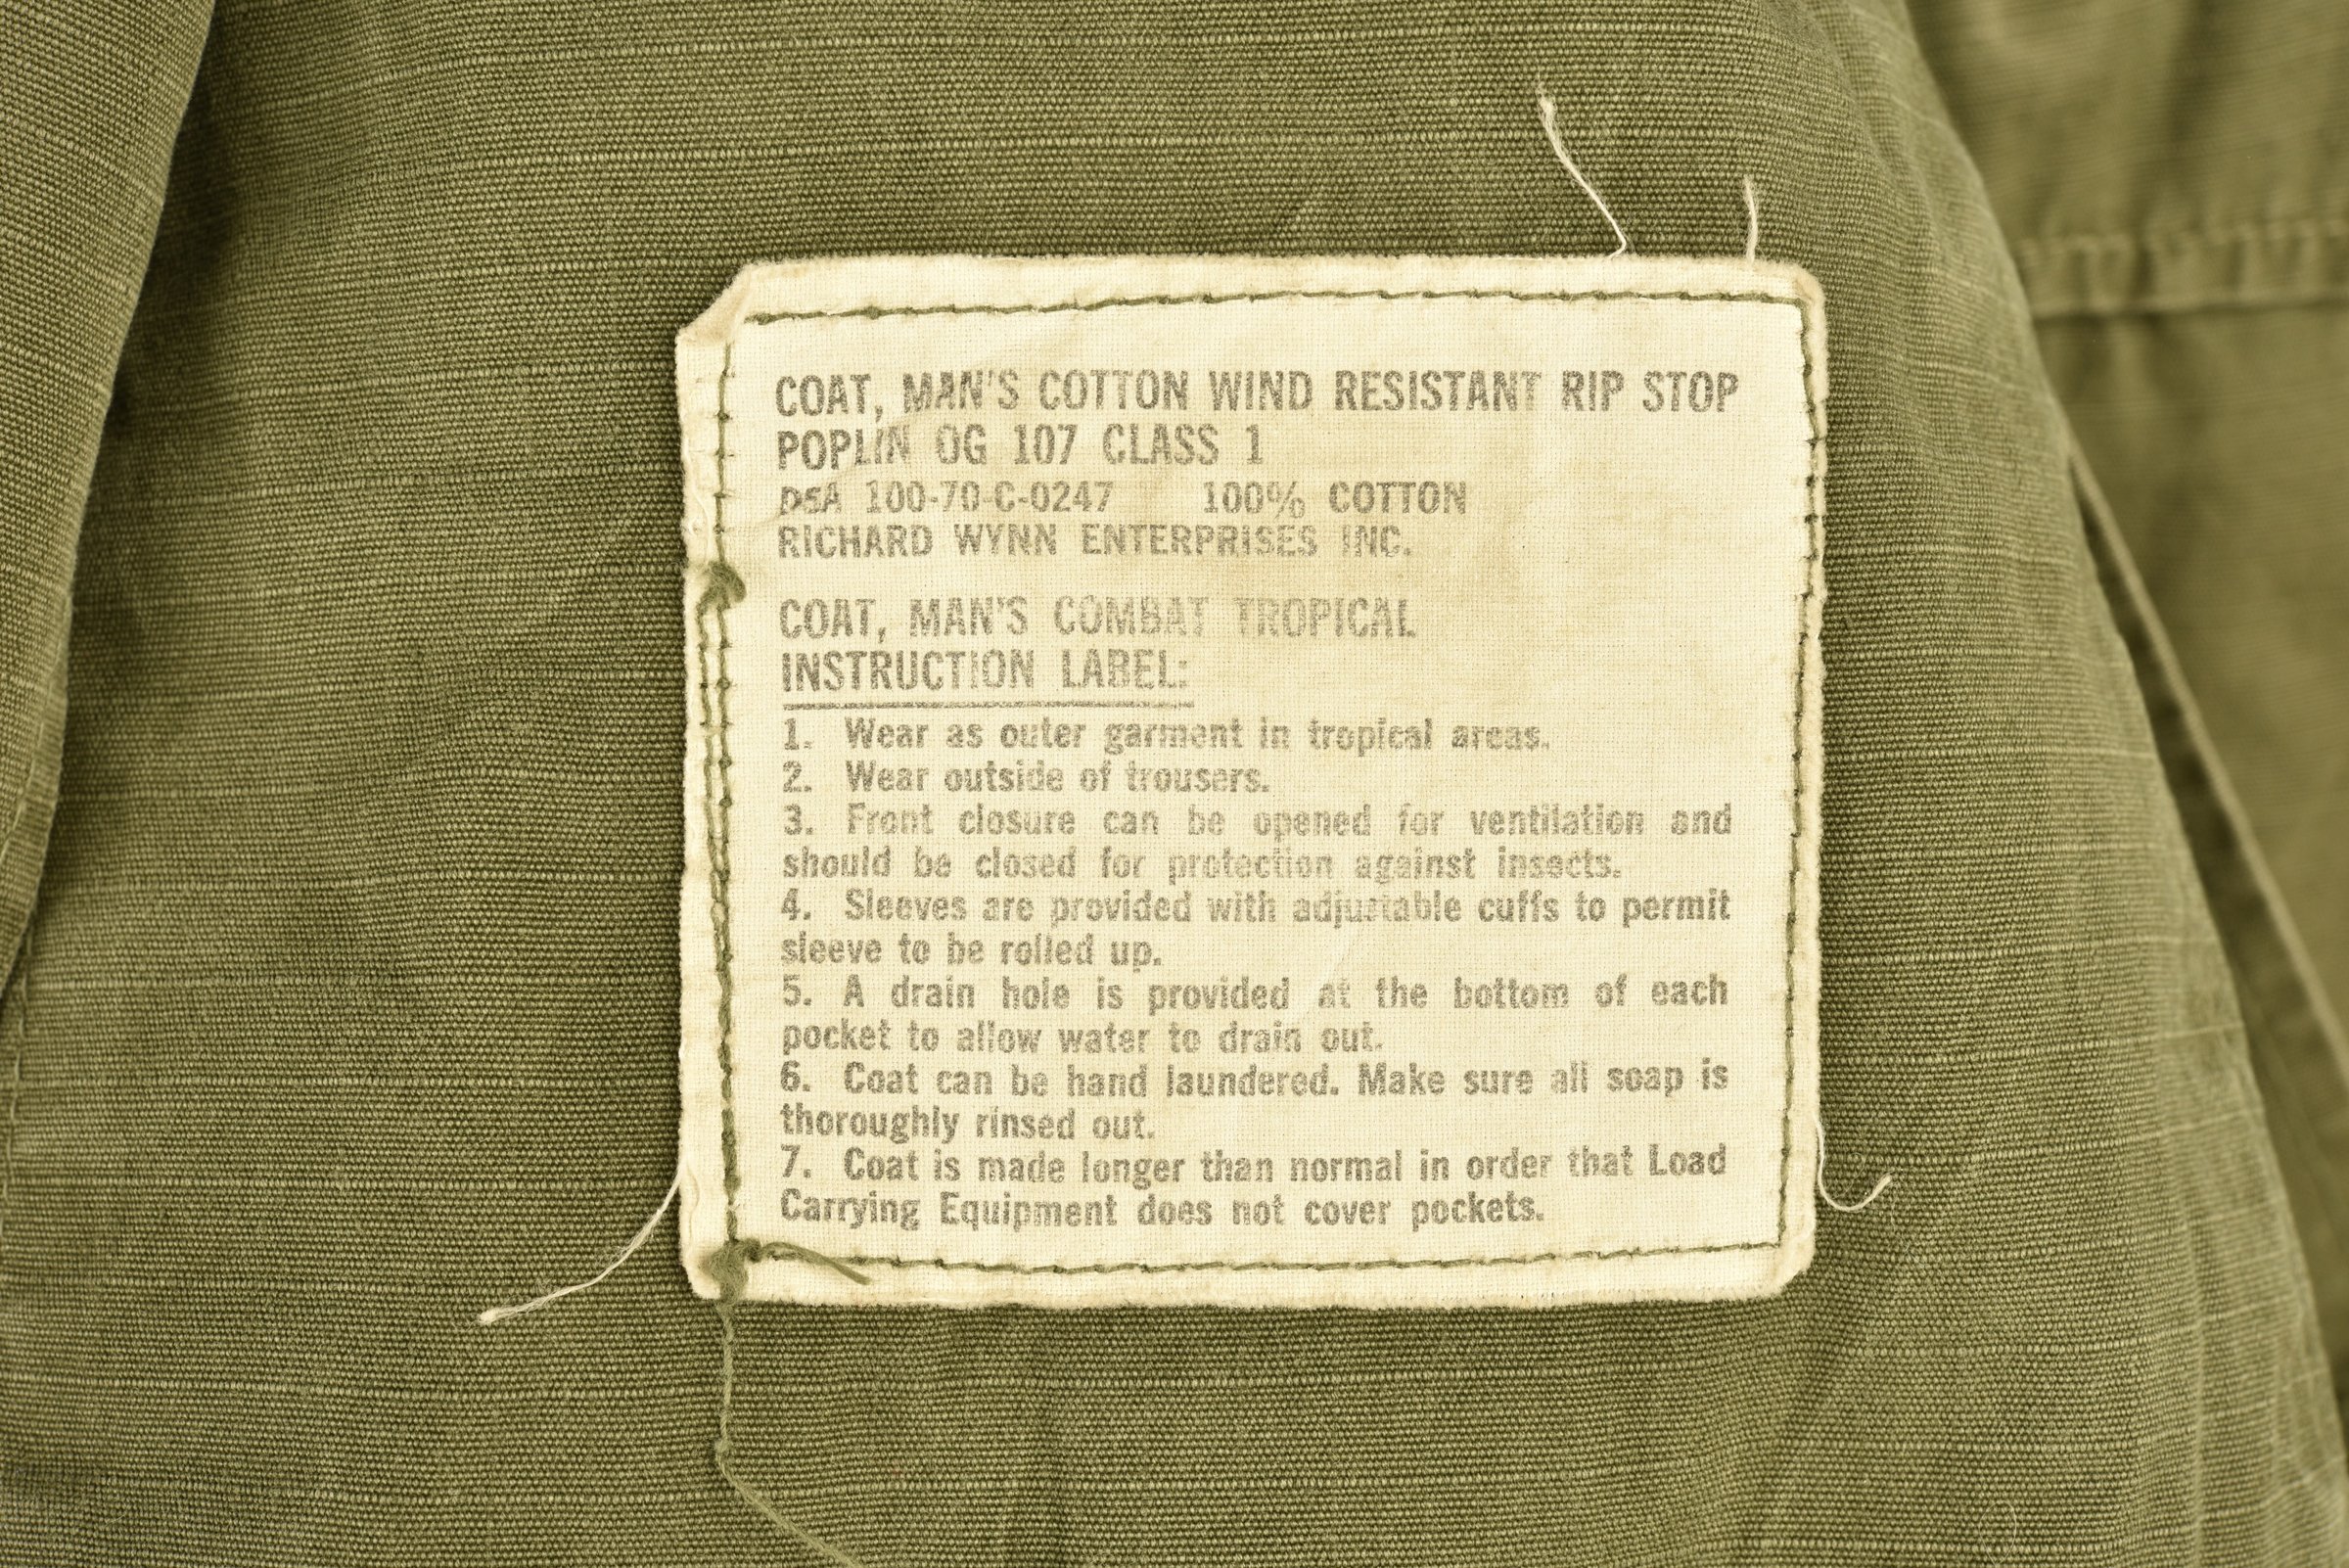 COAT, MAN'S COTTON WIND RESISTANT RIP STOP
POPLIN OG 107 CLASS 1
DSA 100-70-C-0247 100% COTTON
RICHARD WYNN ENTERPRISES INC.
COAT, MAN'S COMBAT TROPICAL
INSTRUCTION LABEL:
1. Wear as outer garment in tropical areas.
2. Wear outside of trousers.
3. Front closure can be opened for ventilation and
should be closed for protection against insects.
4. Sleeves are provided with adjustable cuffs to permit
sleeve to be rolled up.
5. A drain hole is provided at the bottom of each
pocket to allow water to drain out.
6. Coat can be hand laundered. Make sure all soap is
thoroughly rinsed out.
7. Coat is made longer than normal in order that Load
Carrying Equipment does not cover pockets.